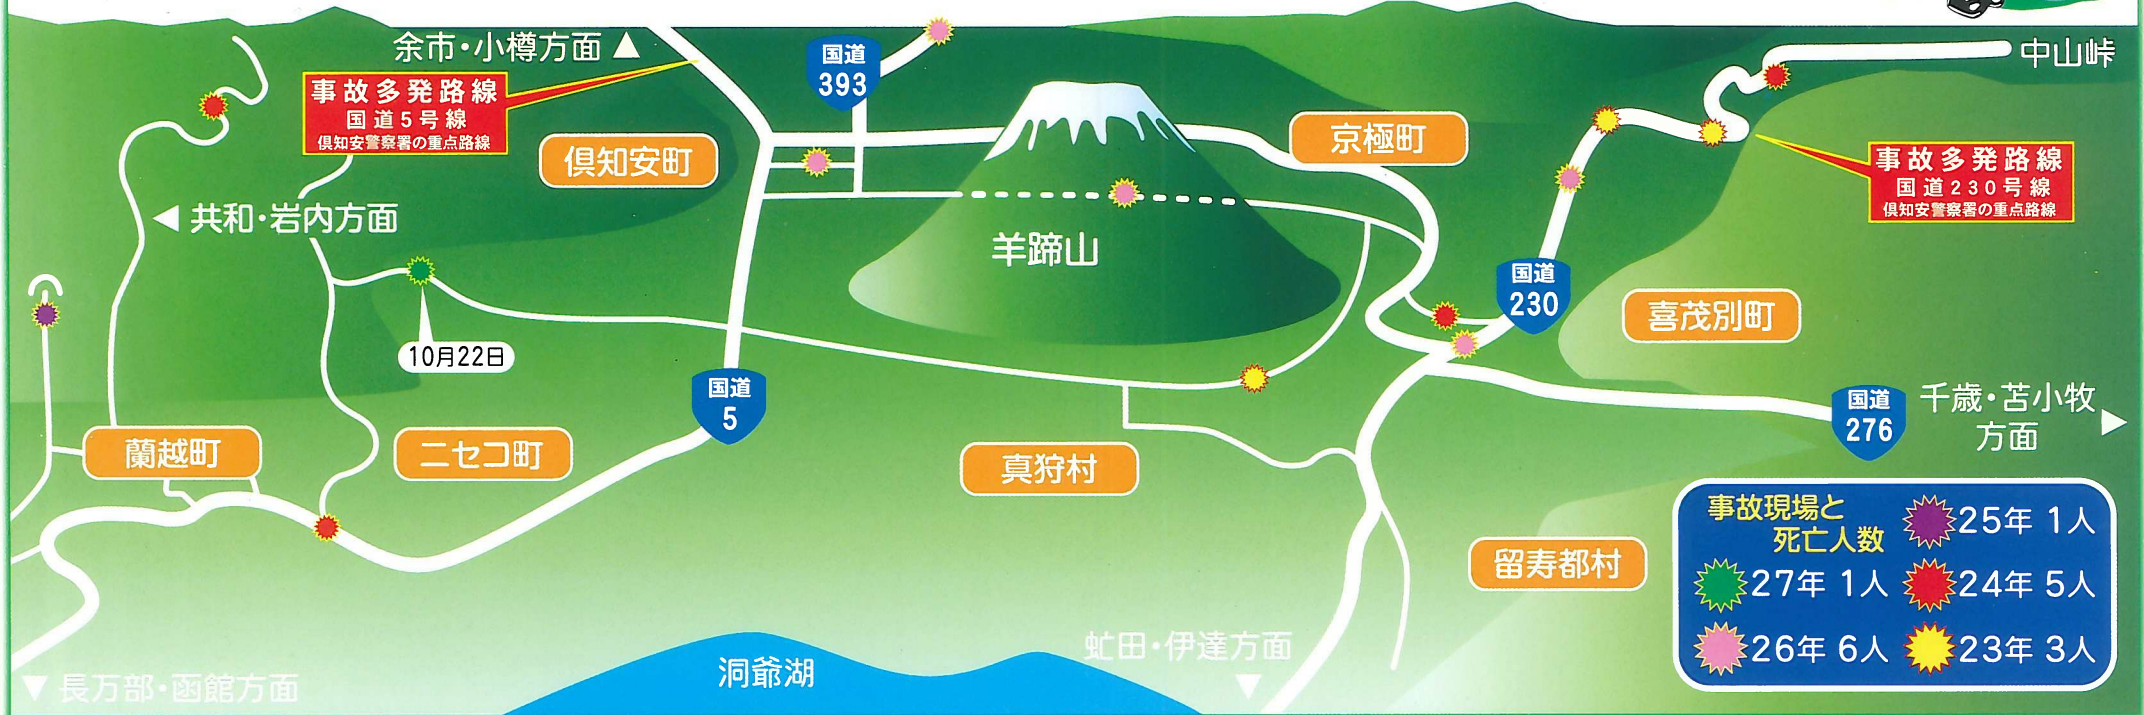 余市・小樽方面 ▲
国道
393
中山峠
事故多発路線
国道5号線
倶知安警察署の重点路線
倶知安町
京極町
事故多発路線
国道230号線
倶知安警察署の重点路線
◀ 共和・岩内方面
羊蹄山
国道
230
喜茂別町
10月22日
国道
5
国道
276
千歳・苫小牧
方面 ▶
蘭越町
ニセコ町
真狩村
留寿都村
事故現場と
死亡人数
25年 1人
27年 1人
24年 5人
26年 6人
23年 3人
虻田・伊達方面
▼
洞爺湖
▼ 長万部・函館方面